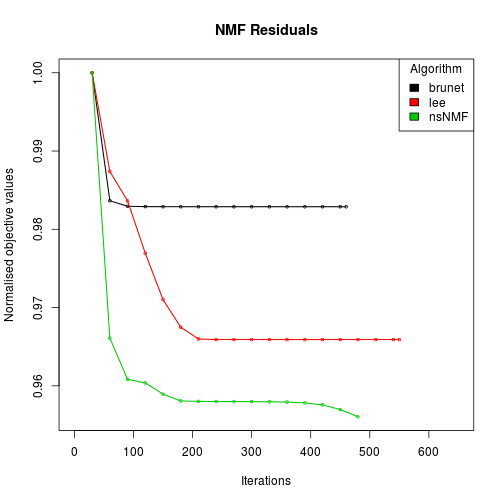 NMF Residuals
Algorithm
brunet
lee
nsNMF
Normalised objective values
1.00
0.99
0.98
0.97
0.96
0 100 200 300 400 500 600
Iterations